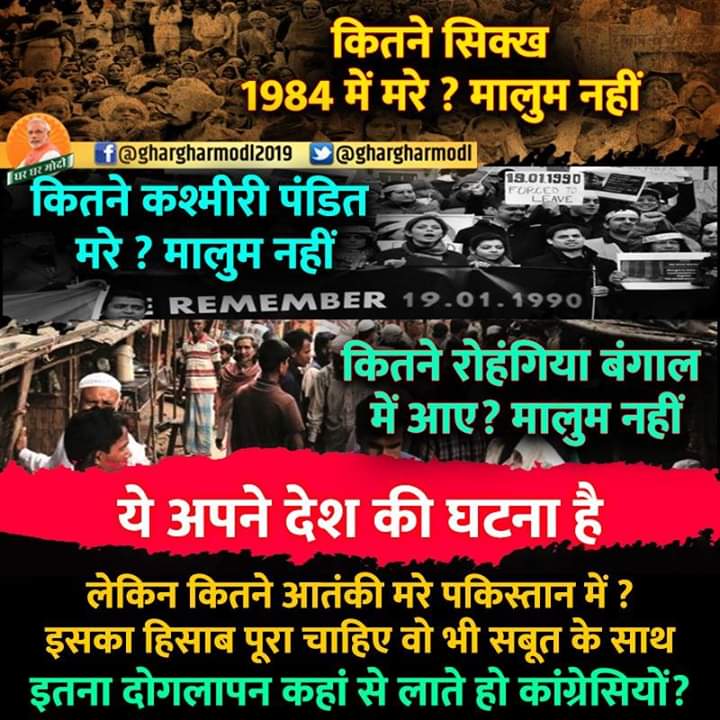 कितने सिक्ख
1984 में मरे ? मालुम नहीं
घर घर मोदी
@ghargharmodi2019 @ghargharmodi
कितने कश्मीरी पंडित
मरे ? मालुम नहीं
19.01.1990
FORCED TO
LEAVE
REMEMBER 19.01.1990
कितने रोहंगिया बंगाल
में आए? मालुम नहीं
ये अपने देश की घटना है
लेकिन कितने आतंकी मरे पकिस्तान में ?
इसका हिसाब पूरा चाहिए वो भी सबूत के साथ
इतना दोगलापन कहां से लाते हो कांग्रेसियों?